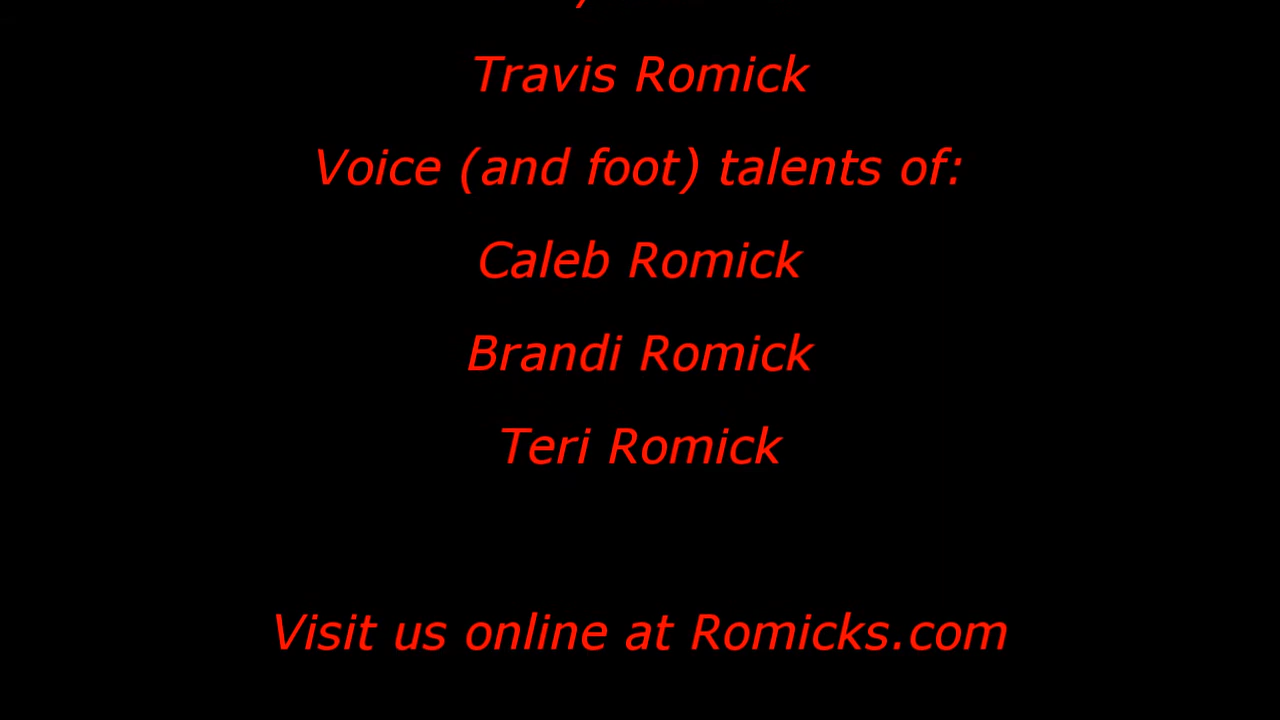 Travis Romick
Voice (and foot) talents of:
Caleb Romick
Brandi Romick
Teri Romick
Visit us online at Romicks.com